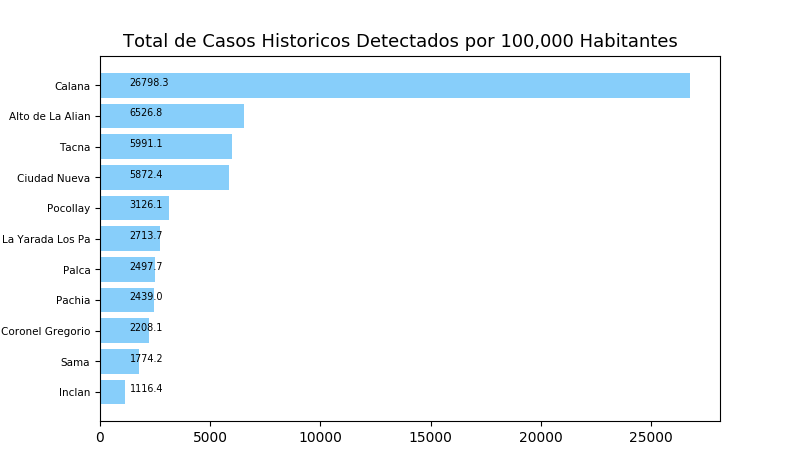 Total de Casos Historicos Detectados por 100,000 Habitantes
Calana 26798.3
Alto de La Alian 6526.8
Tacna 5991.1
Ciudad Nueva 5872.4
Pocollay 3126.1
La Yarada Los Pa 2713.7
Palca 2497.7
Pachia 2439.0
Coronel Gregorio 2208.1
Sama 1774.2
Inclan 1116.4
0 5000 10000 15000 20000 25000